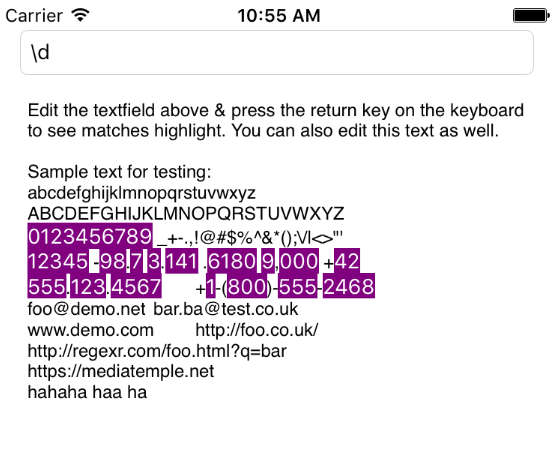 Carrier 10:55 AM
\d
Edit the textfield above & press the return key on the keyboard
to see matches highlight. You can also edit this text as well.
Sample text for testing:
abcdefghijklmnopqrstuvwxyz
ABCDEFGHIJKLMNOPQRSTUVWXYZ
0123456789 _+-.,!@#$%^&*();\/|<>"'
12345 -98.7 3.141 .6180 9,000 +42
555.123.4567 +1-(800)-555-2468
foo@demo.net bar.ba@test.co.uk
www.demo.com http://foo.co.uk/
http://regexr.com/foo.html?q=bar
https://mediatemple.net
hahaha haa ha